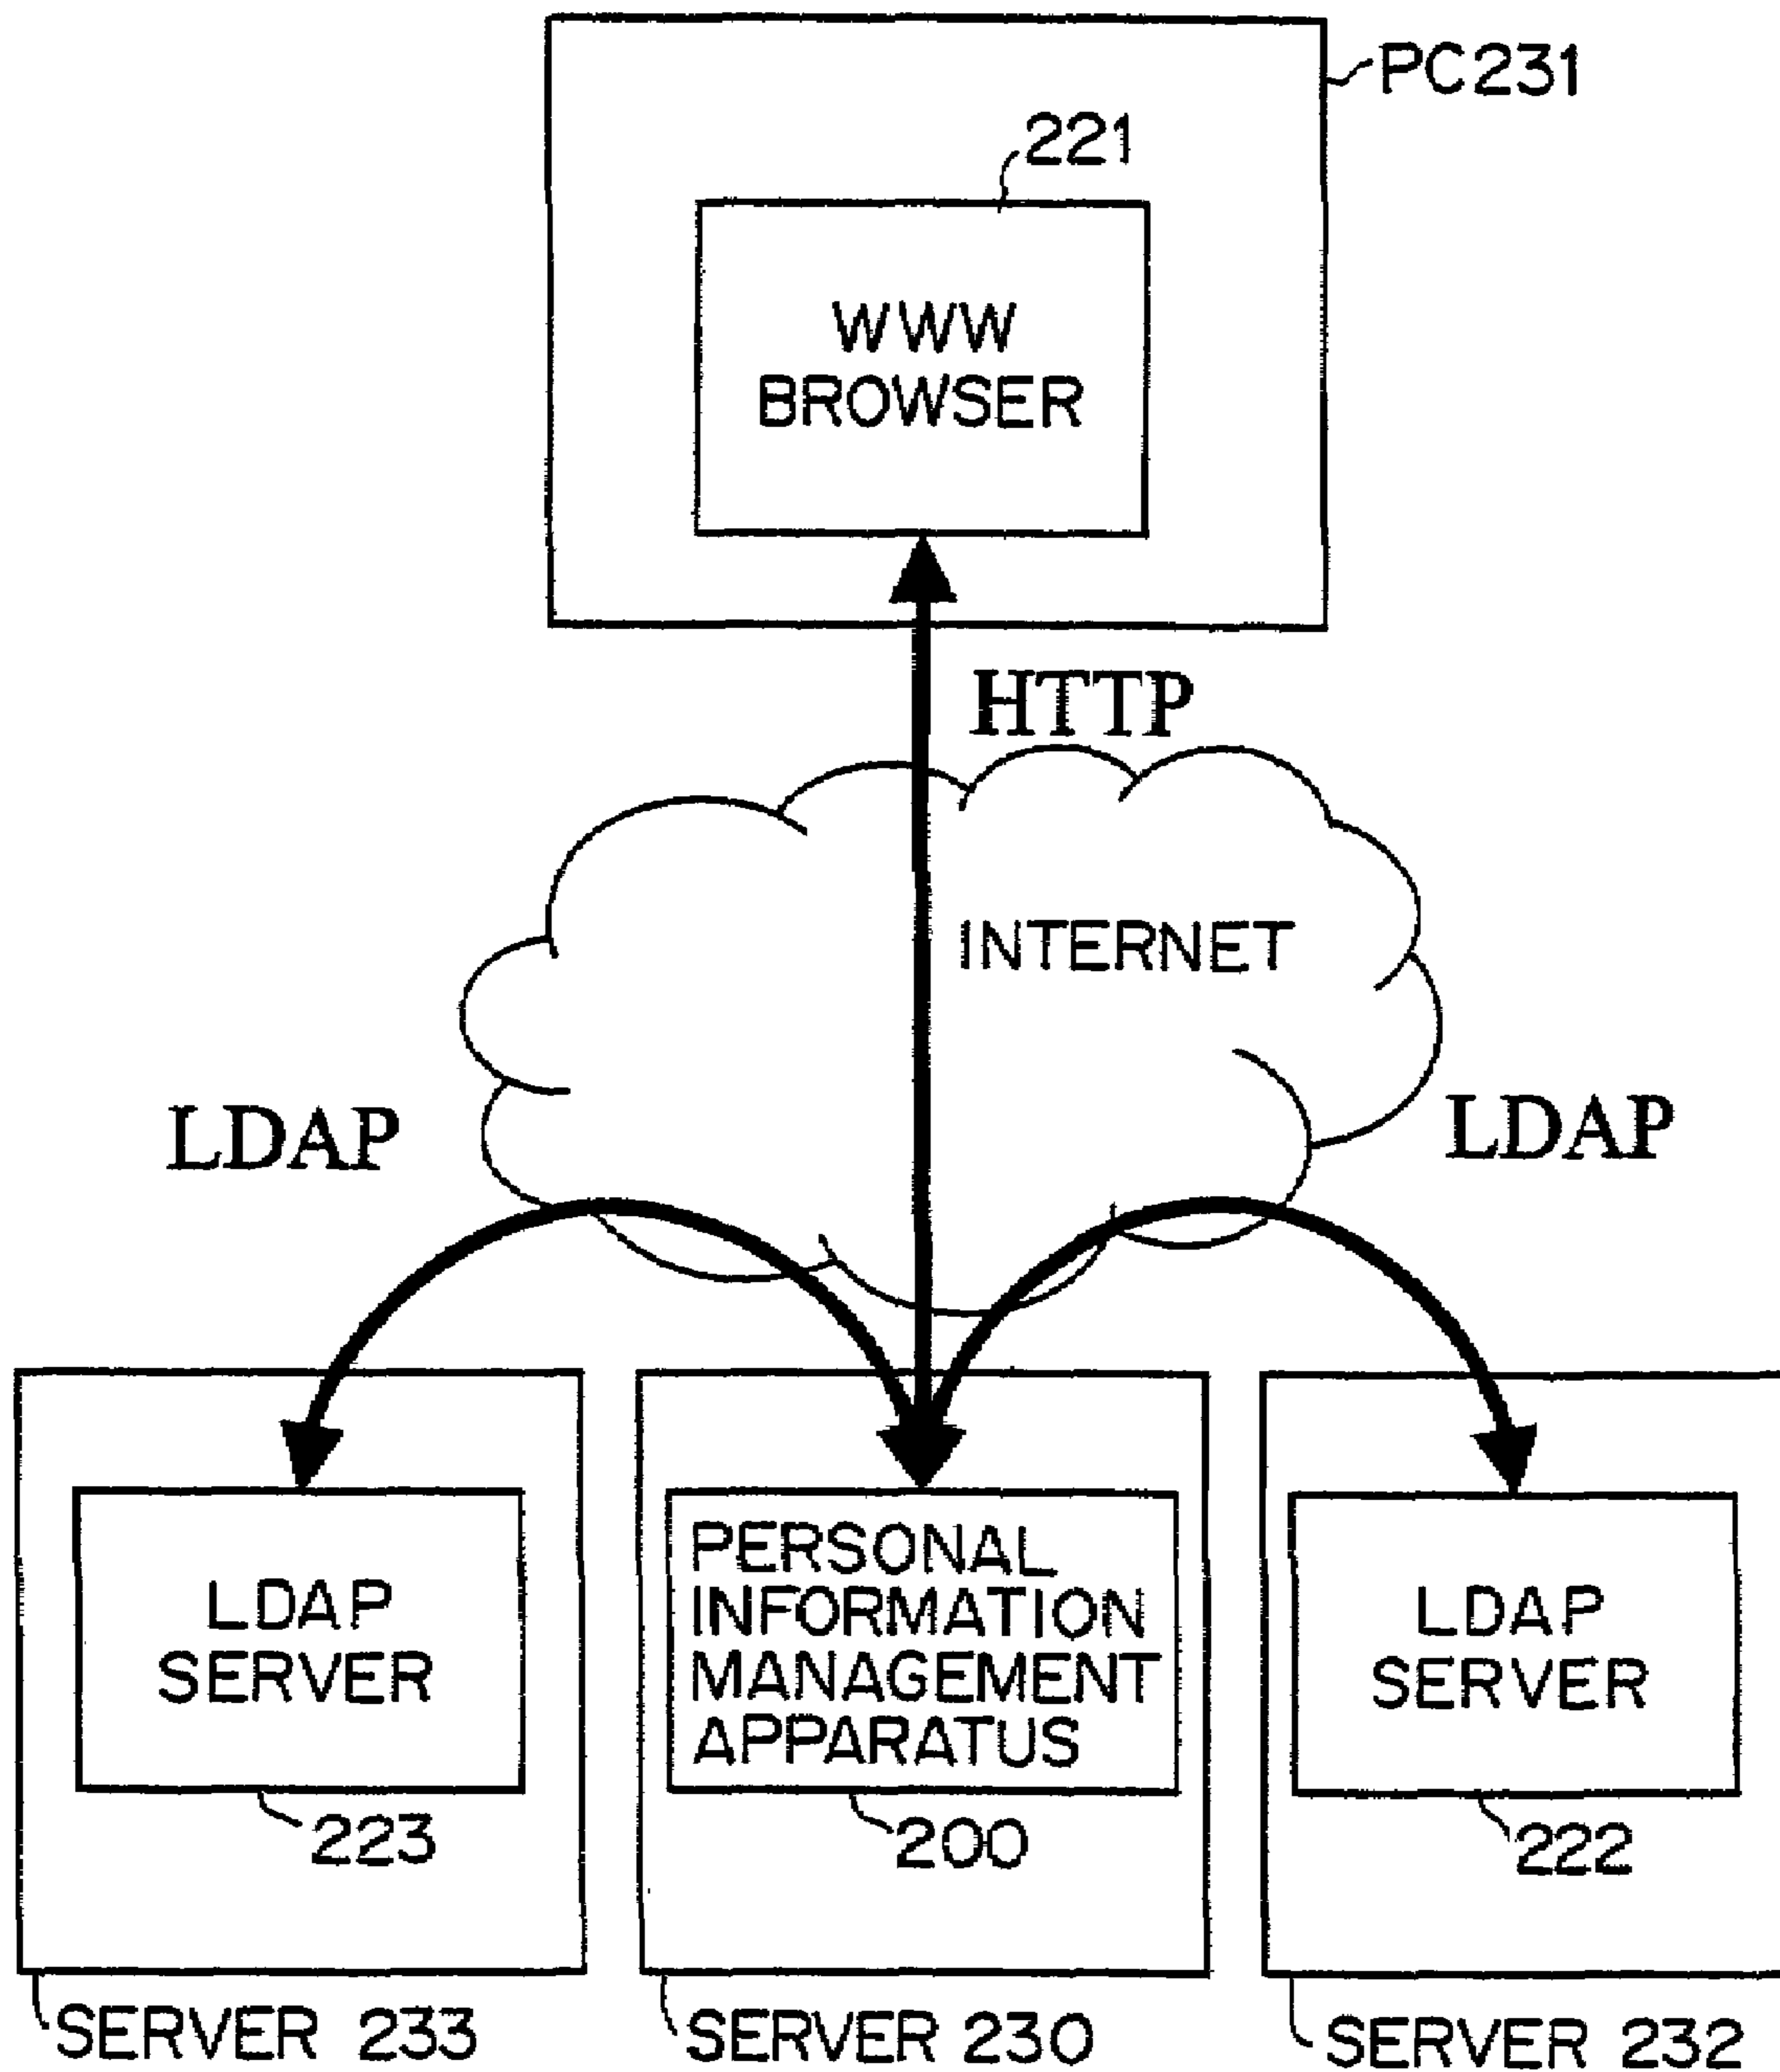 PC231
221
WWW
BROWSER
HTTP
INTERNET
LDAP
LDAP
LDAP
SERVER
223
SERVER 233
PERSONAL
INFORMATION
MANAGEMENT
APPARATUS
200
SERVER 230
LDAP
SERVER
222
SERVER 232